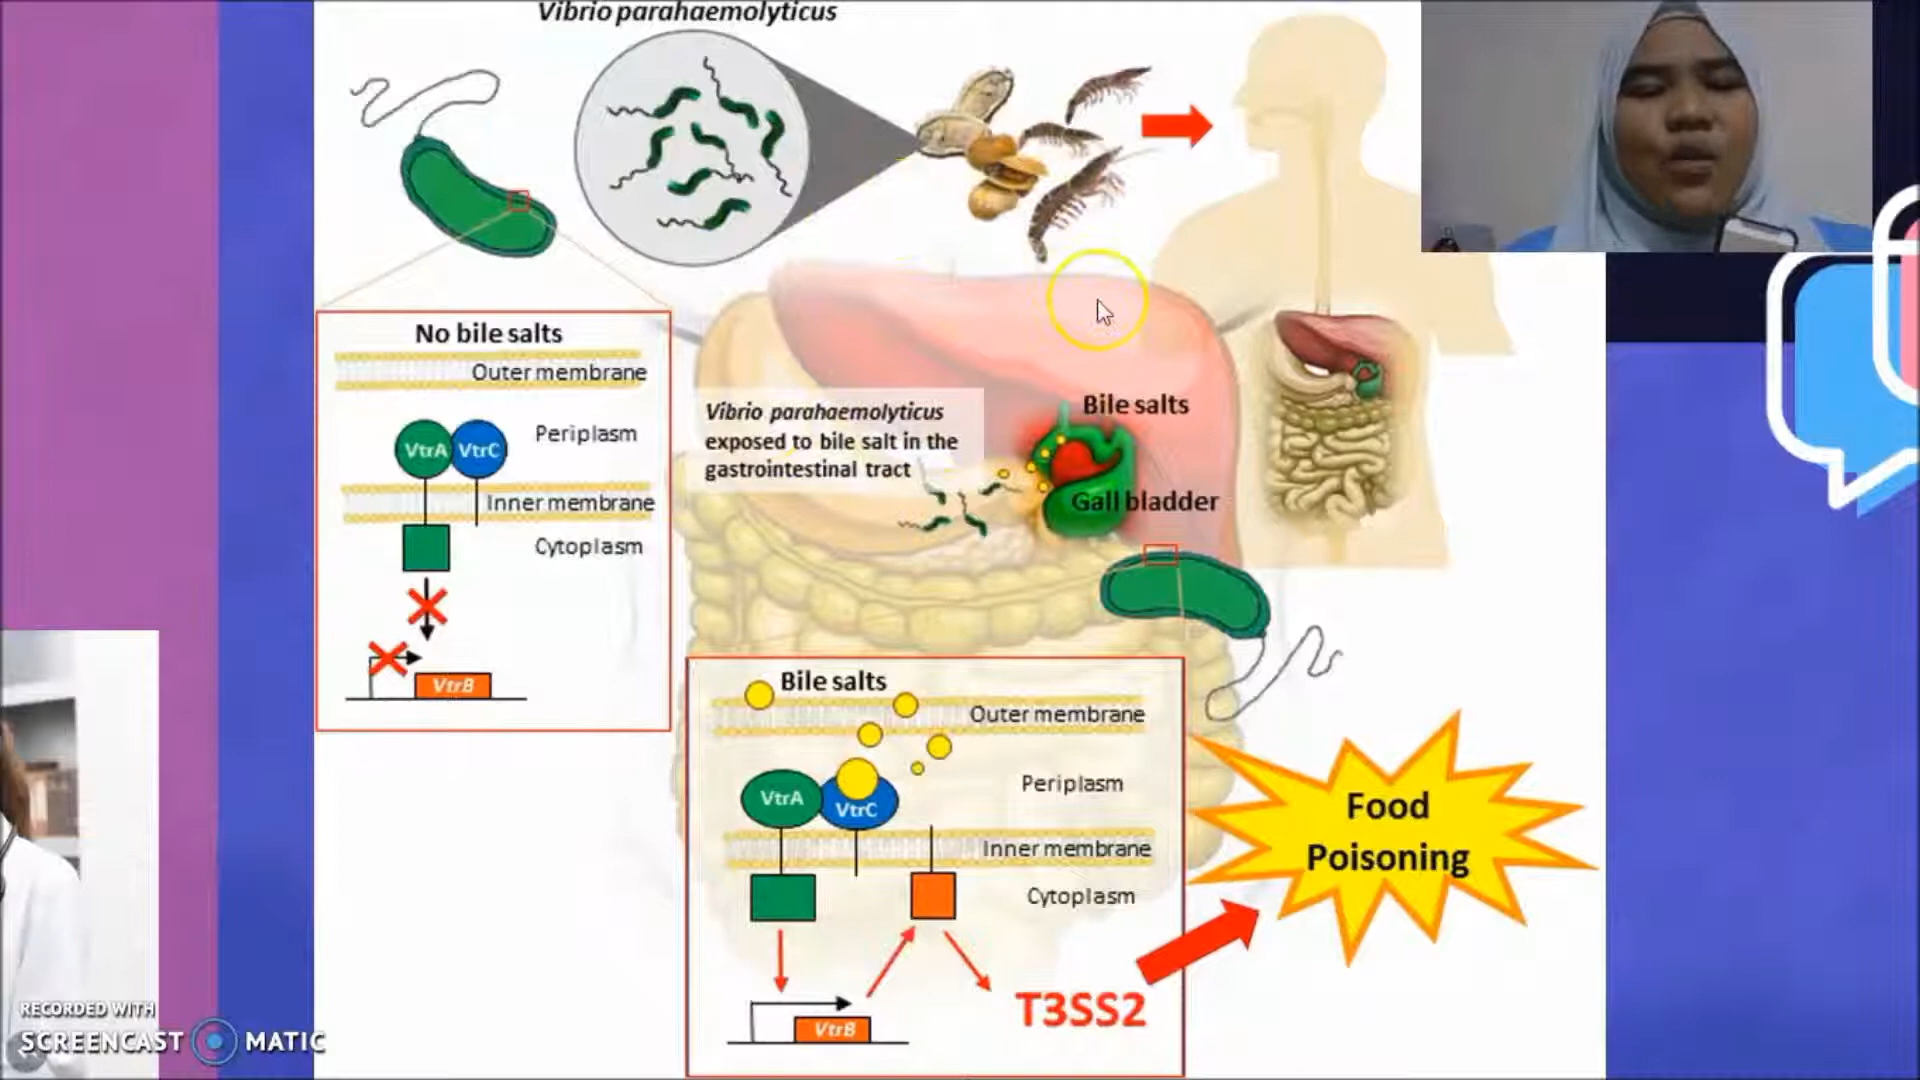 Vibrio parahaemolyticus
No bile salts
Outer membrane
VtrA
VtrC
Periplasm
Inner membrane
Cytoplasm
VtrB
Vibrio parahaemolyticus
exposed to bile salt in the
gastrointestinal tract
Bile salts
Gall bladder
Bile salts
Outer membrane
Periplasm
VtrA
VtrC
Inner membrane
Cytoplasm
T3SS2
VtrB
Food
Poisoning
RECORDED WITH
SCREENCAST MATIC